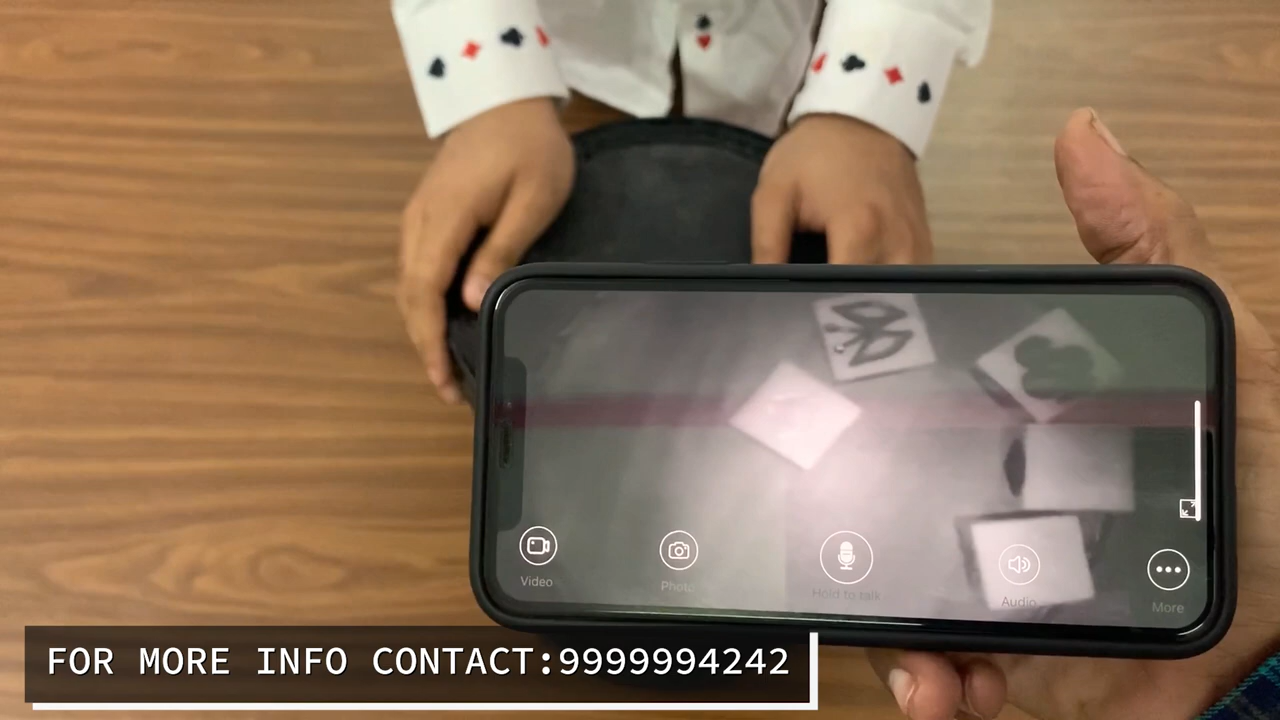 Video
Photo
Hold to talk
Audio
More
FOR MORE INFO CONTACT:9999994242